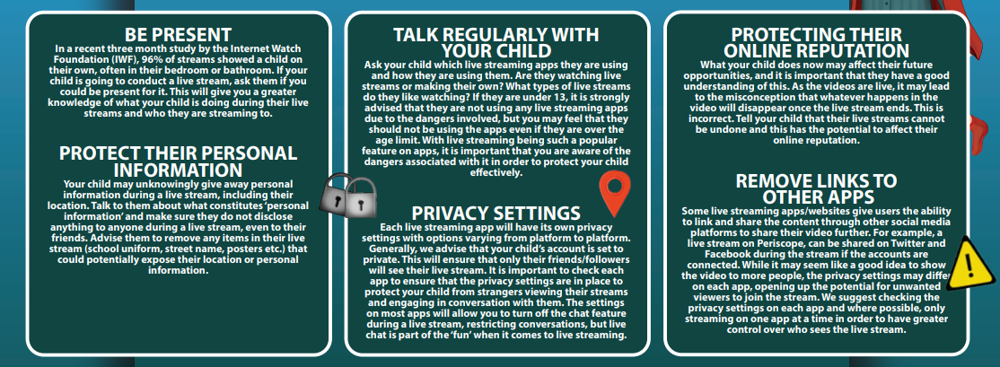 BE PRESENT
In a recent three month study by the Internet Watch
Foundation (IWF), 96% of streams showed a child on
their own, often in their bedroom or bathroom. If your
child is going to conduct a live stream, ask them if you
could be present for it. This will give you a greater
knowledge of what your child is doing during their live
streams and who they are streaming to.
PROTECT THEIR PERSONAL
INFORMATION
Your child may unknowingly give away personal
information during a live stream, including their
location. Talk to them about what constitutes ‘personal
information’ and make sure they do not disclose
anything to anyone during a live stream, even to their
friends. Advise them to remove any items in their live
stream (school uniform, street name, posters etc.) that
could potentially expose their location or personal
information.
TALK REGULARLY WITH
YOUR CHILD
Ask your child which live streaming apps they are using
and how they are using them. Are they watching live
streams or making their own? What types of live streams
do they like watching? If they are under 13, it is strongly
advised that they are not using any live streaming apps
due to the dangers involved, but you may feel that they
should not be using the apps even if they are over the
age limit. With live streaming being such a popular
feature on apps, it is important that you are aware of the
dangers associated with it in order to protect your child
effectively.
PRIVACY SETTINGS
Each live streaming app will have its own privacy
settings with options varying from platform to platform.
Generally, we advise that your child’s account is set to
private. This will ensure that only their friends/followers
will see their live stream. It is important to check each
app to ensure that the privacy settings are in place to
protect your child from strangers viewing their streams
and engaging in conversation with them. The settings
on most apps will allow you to turn off the chat feature
during a live stream, restricting conversations, but live
chat is part of the ‘fun’ when it comes to live streaming.
PROTECTING THEIR
ONLINE REPUTATION
What your child does now may affect their future
opportunities, and it is important that they have a good
understanding of this. As the videos are live, it may lead
to the misconception that whatever happens in the
video will disappear once the live stream ends. This is
incorrect. Tell your child that their live streams cannot
be undone and this has the potential to affect their
online reputation.
REMOVE LINKS TO
OTHER APPS
Some live streaming apps/websites give users the ability
to link and share the content through other social media
platforms to share their video further. For example, a
live stream on Periscope, can be shared on Twitter and
Facebook during the stream if the accounts are
connected. While it may seem like a good idea to show
the video to more people, the privacy settings may differ
on each app, opening up the potential for unwanted
viewers to join the stream. We suggest checking the
privacy settings on each app and where possible, only
streaming on one app at a time in order to have greater
control over who sees the live stream.